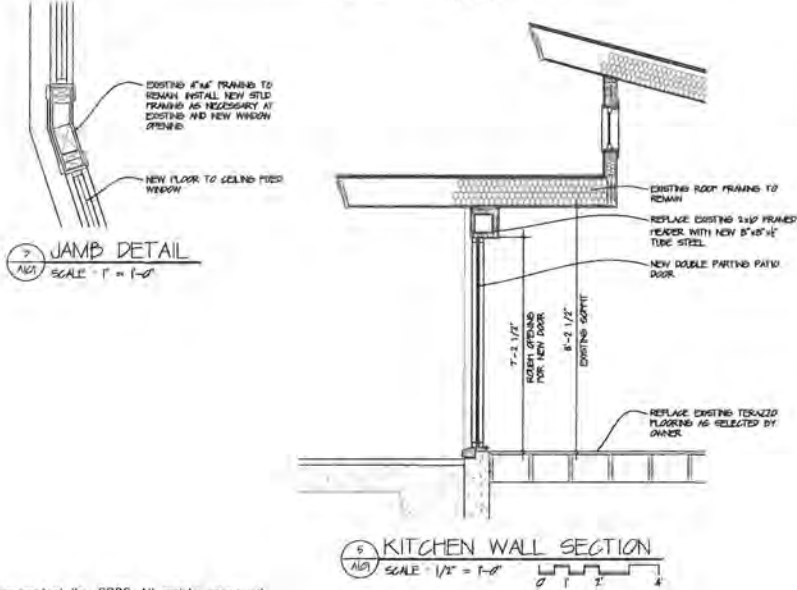 EXISTING 4"x6" FRAMING TO
REMAIN INSTALL NEW STUD
FRAMING AS NECESSARY AT
EXISTING AND NEW WINDOW
OPENING
NEW FLOOR TO CEILING FIXED
WINDOW
7
A101
JAMB DETAIL
SCALE - 1" = 1'-0"
EXISTING ROOF FRAMING TO
REMAIN
REPLACE EXISTING 2x10 FRAMED
HEADER WITH NEW 8"x8"x½"
TUBE STEEL
NEW DOUBLE PARTING PATIO
DOOR
7'-2 1/2"
ROUGH OPENING
FOR NEW DOOR
8'-2 1/2"
EXISTING SOFFIT
REPLACE EXISTING TERAZZO
FLOORING AS SELECTED BY
OWNER
5
A101
KITCHEN WALL SECTION
SCALE - 1/2" = 1'-0"
0' 1' 2' 4'